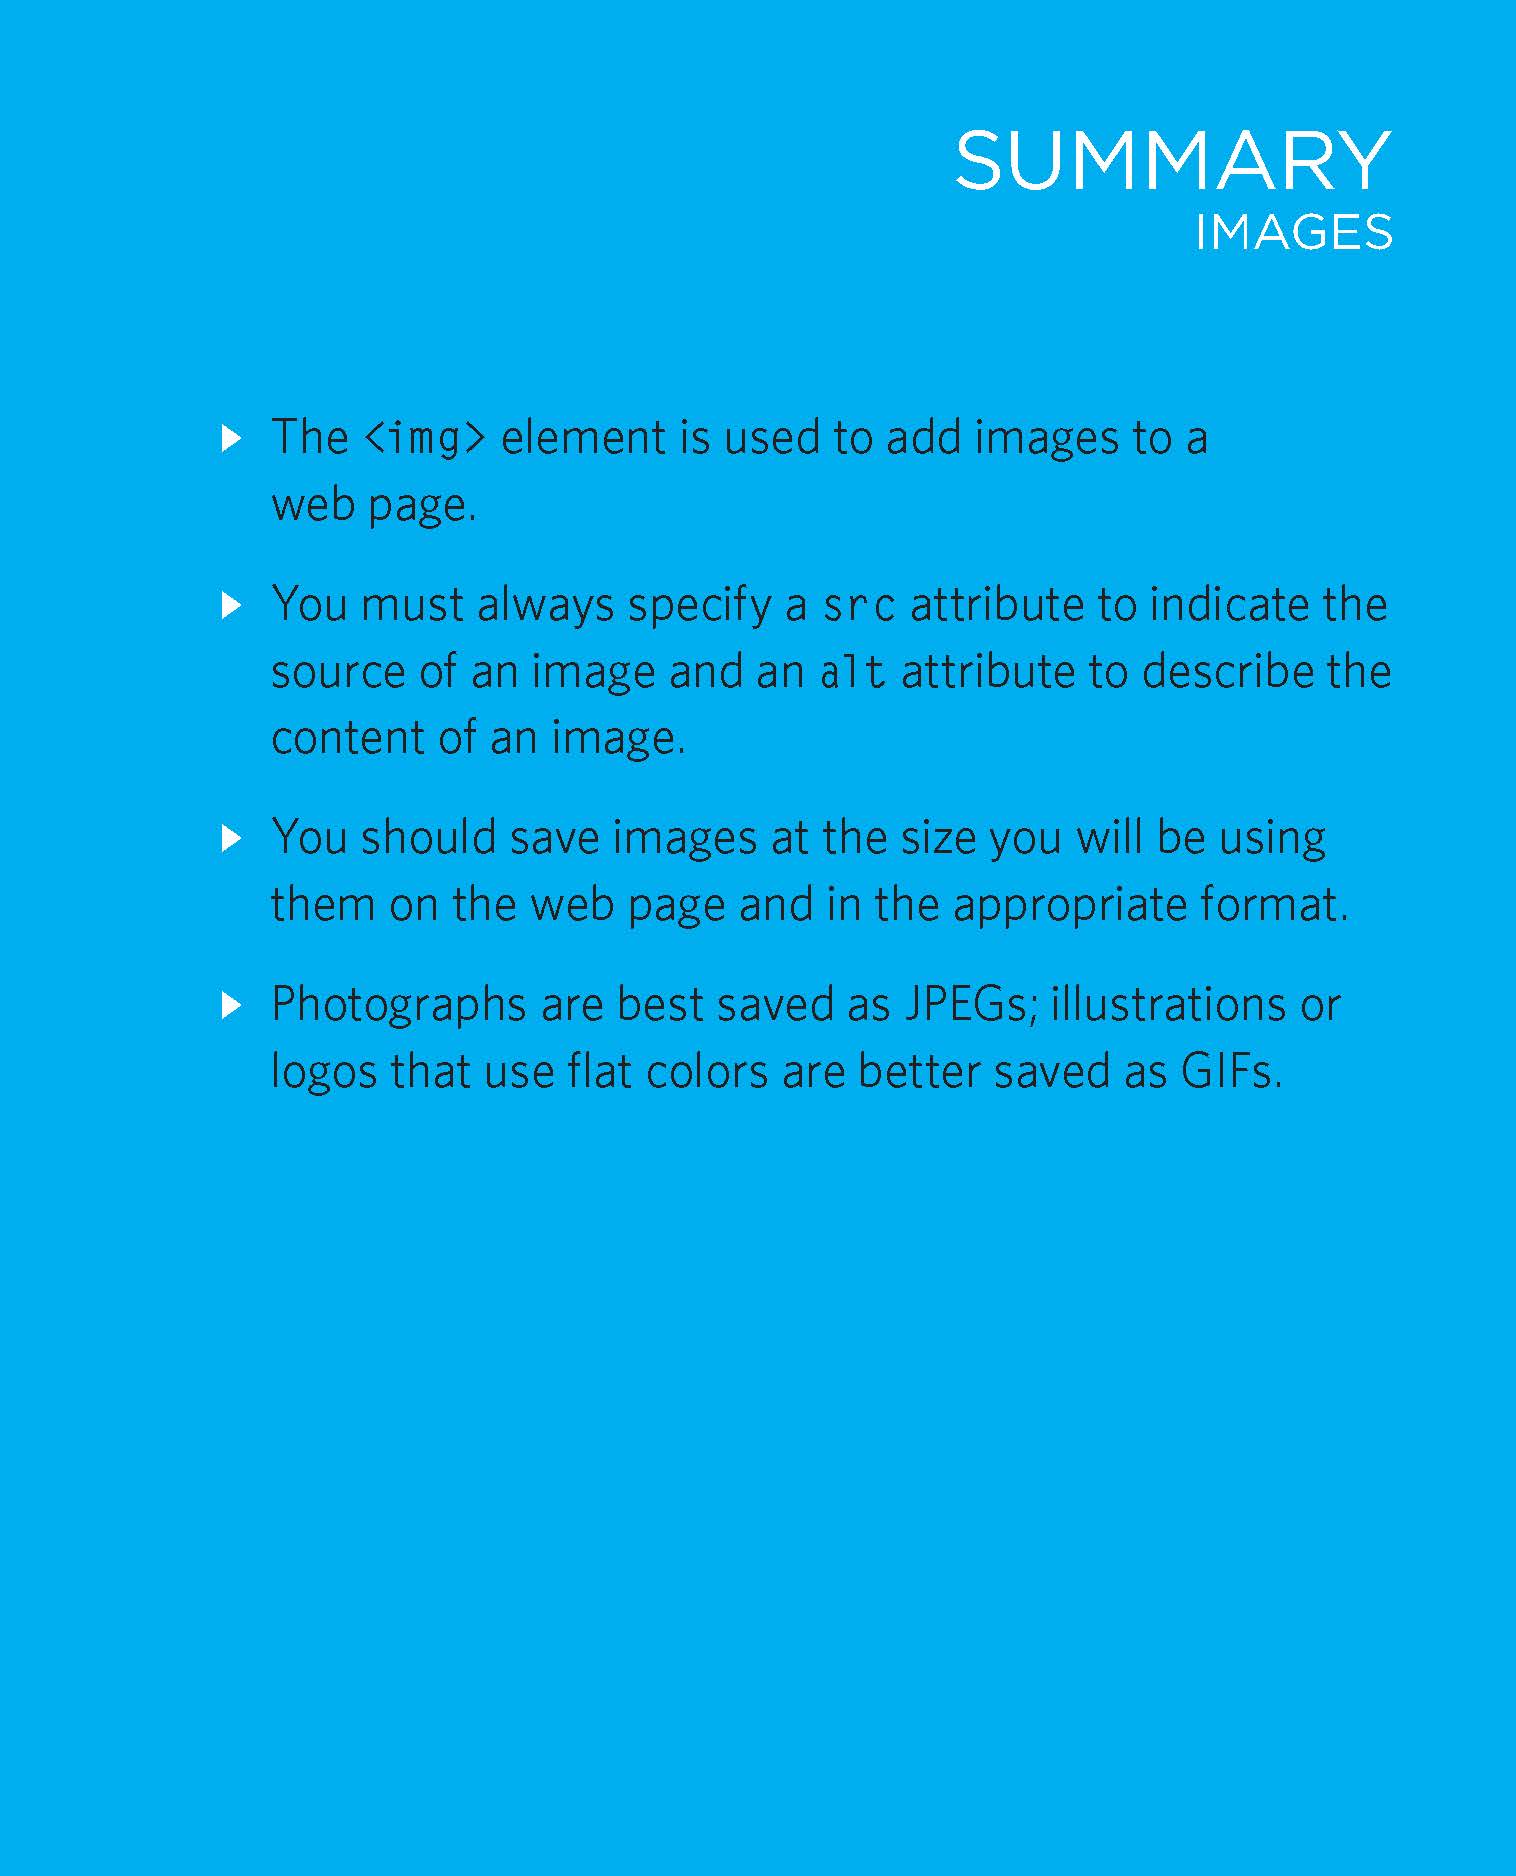 SUMMARY
IMAGES
The <img> element is used to add images to a
web page.
You must always specify a src attribute to indicate the
source of an image and an alt attribute to describe the
content of an image.
You should save images at the size you will be using
them on the web page and in the appropriate format.
Photographs are best saved as JPEGs; illustrations or
logos that use flat colors are better saved as GIFs.